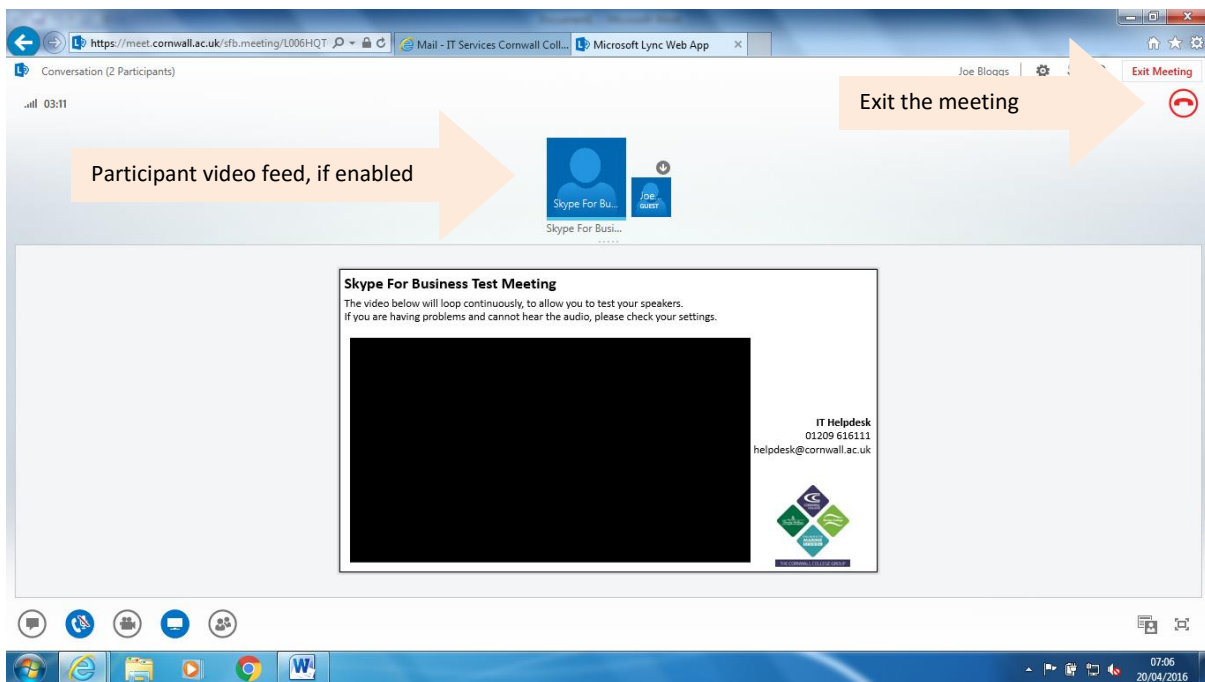 https://meet.cornwall.ac.uk/sfb.meeting/L006HQT
Mail - IT Services Cornwall Coll...
Microsoft Lync Web App
Conversation (2 Participants)
Joe Bloggs
Exit Meeting
03:11
Exit the meeting
Participant video feed, if enabled
Skype For Bu...
Joe...
GUEST
Skype For Busi...
Skype For Business Test Meeting
The video below will loop continuously, to allow you to test your speakers.
If you are having problems and cannot hear the audio, please check your settings.
IT Helpdesk
01209 616111
helpdesk@cornwall.ac.uk
THE CORNWALL COLLEGE GROUP
07:06
20/04/2016